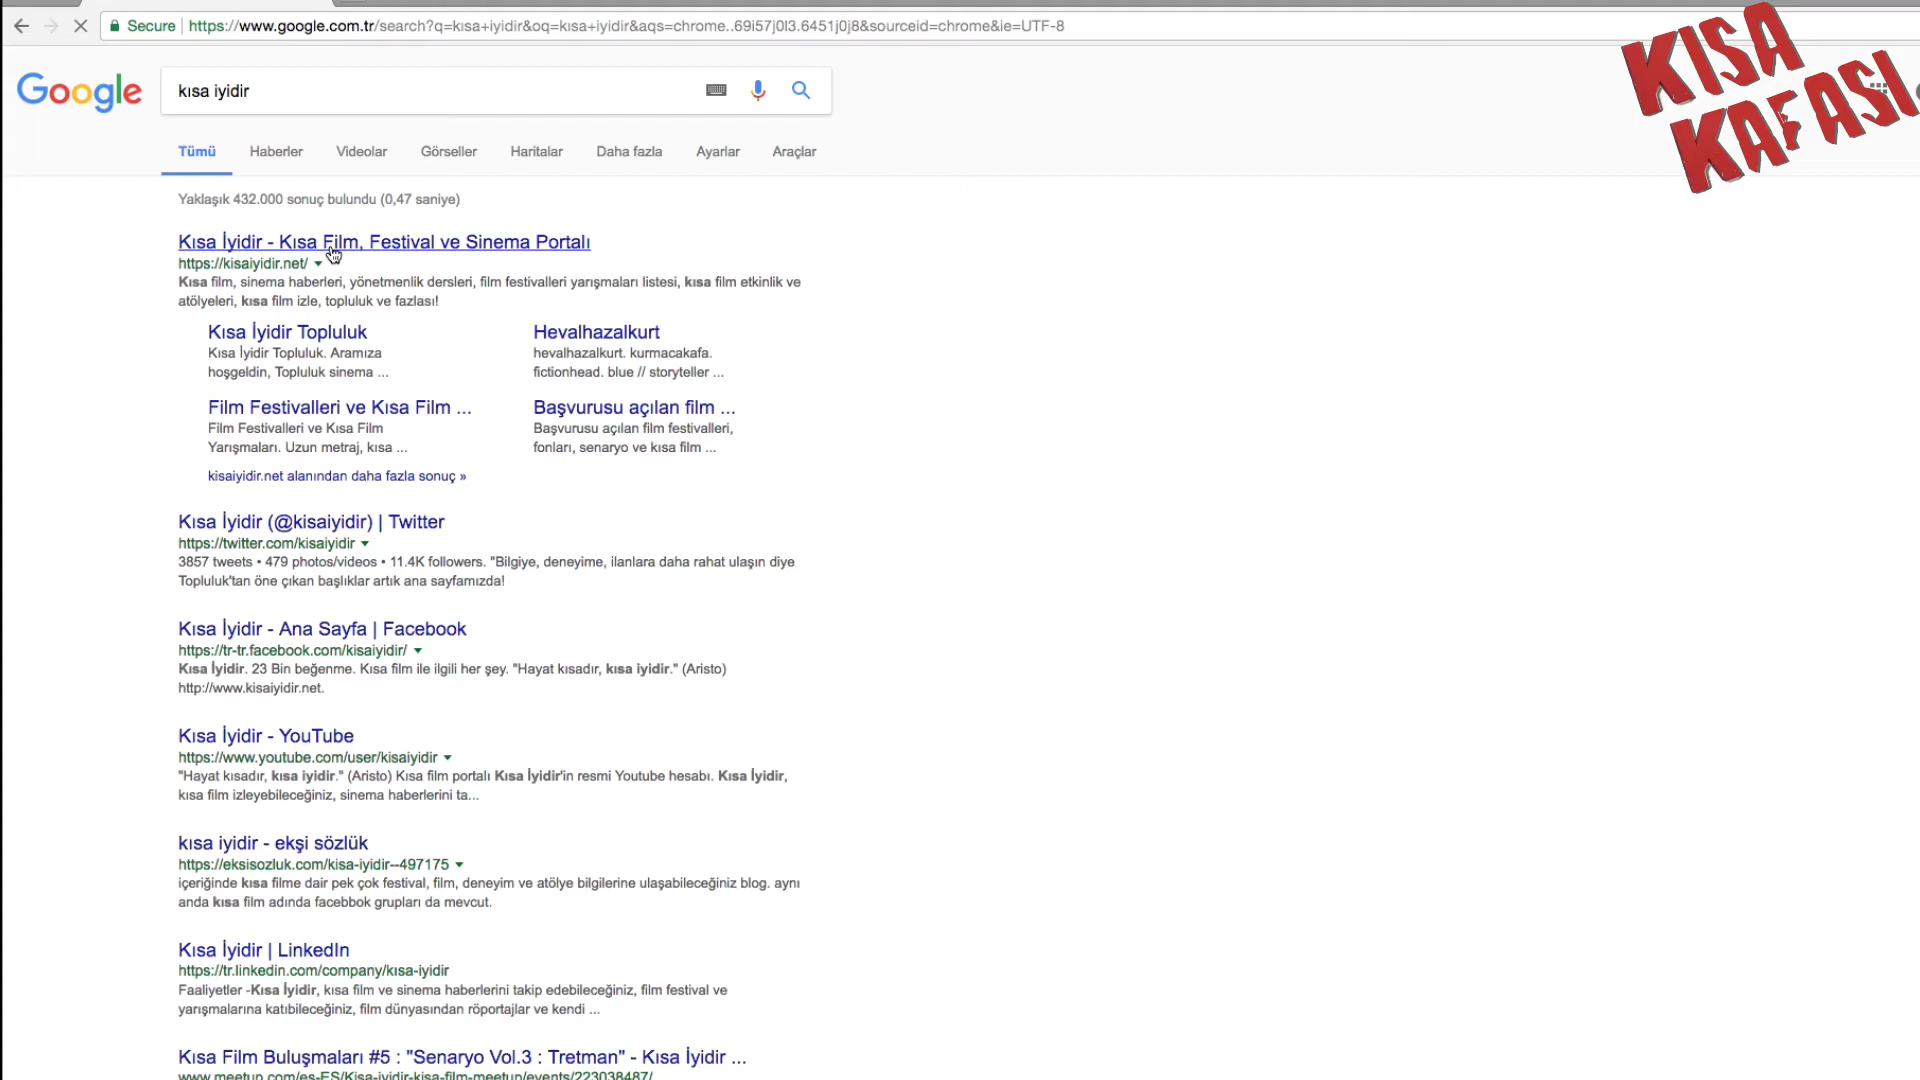 Secure https://www.google.com.tr/search?q=kısa+iyidir&oq=kısa+iyidir&aqs=chrome..69i57j0l3.6451j0j8&sourceid=chrome&ie=UTF-8
KISA
KAFASI
Google
kısa iyidir
Tümü Haberler Videolar Görseller Haritalar Daha fazla Ayarlar Araçlar
Yaklaşık 432.000 sonuç bulundu (0,47 saniye)
Kısa İyidir - Kısa Film, Festival ve Sinema Portalı
https://kisaiyidir.net/
Kısa film, sinema haberleri, yönetmenlik dersleri, film festivalleri yarışmaları listesi, kısa film etkinlik ve
atölyeleri, kısa film izle, topluluk ve fazlası!
Kısa İyidir Topluluk
Kısa İyidir Topluluk. Aramıza
hoşgeldin, Topluluk sinema ...
Hevalhazalkurt
hevalhazalkurt. kurmacakafa.
fictionhead. blue // storyteller ...
Film Festivalleri ve Kısa Film ...
Film Festivalleri ve Kısa Film
Yarışmaları. Uzun metraj, kısa ...
Başvurusu açılan film ...
Başvurusu açılan film festivalleri,
fonları, senaryo ve kısa film ...
kisaiyidir.net alanından daha fazla sonuç »
Kısa İyidir (@kisaiyidir) | Twitter
https://twitter.com/kisaiyidir
3857 tweets • 479 photos/videos • 11.4K followers. "Bilgiye, deneyime, ilanlara daha rahat ulaşın diye
Topluluk'tan öne çıkan başlıklar artık ana sayfamızda!
Kısa İyidir - Ana Sayfa | Facebook
https://tr-tr.facebook.com/kisaiyidir/
Kısa İyidir. 23 Bin beğenme. Kısa film ile ilgili her şey. "Hayat kısadır, kısa iyidir." (Aristo)
http://www.kisaiyidir.net.
Kısa İyidir - YouTube
https://www.youtube.com/user/kisaiyidir
"Hayat kısadır, kısa iyidir." (Aristo) Kısa film portalı Kısa İyidir'in resmi Youtube hesabı. Kısa İyidir,
kısa film izleyebileceğiniz, sinema haberlerini ta...
kısa iyidir - ekşi sözlük
https://eksisozluk.com/kisa-iyidir--497175
içeriğinde kısa filme dair pek çok festival, film, deneyim ve atölye bilgilerine ulaşabileceğiniz blog. aynı
anda kısa film adında facebbok grupları da mevcut.
Kısa İyidir | LinkedIn
https://tr.linkedin.com/company/kısa-iyidir
Faaliyetler -Kısa İyidir, kısa film ve sinema haberlerini takip edebileceğiniz, film festival ve
yarışmalarına katıbileceğiniz, film dünyasından röportajlar ve kendi ...
Kısa Film Buluşmaları #5 : "Senaryo Vol.3 : Tretman" - Kısa İyidir ...
www.meetup.com/es-ES/Kisa-iyidir-kisa-film-meetup/events/223038487/